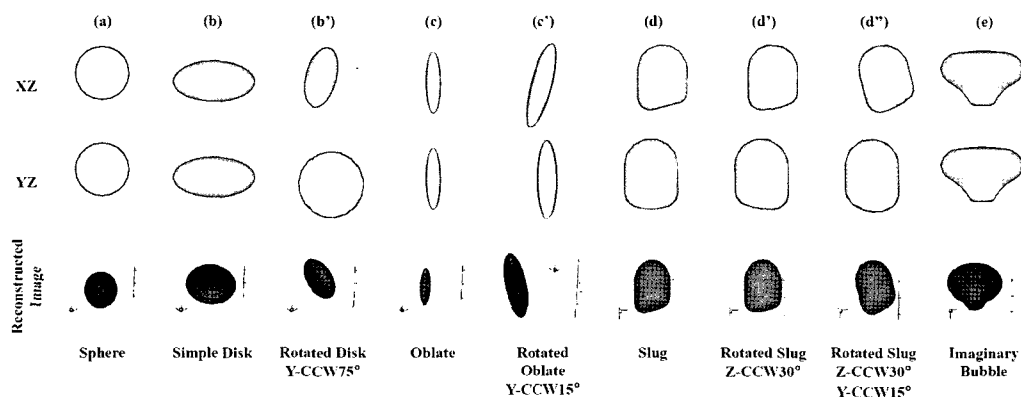 (a) (b) (b') (c) (c') (d) (d') (d'') (e)
XZ
YZ
Reconstructed
Image
Sphere Simple Disk Rotated Disk Oblate Rotated Slug Rotated Slug Rotated Slug Imaginary
Y-CCW75° Oblate Z-CCW30° Z-CCW30° Bubble
Y-CCW15° Y-CCW15°